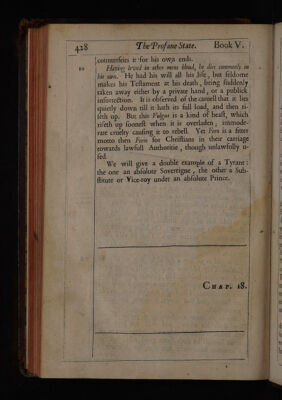 428 The Profane State. Book V.
counterfeits it for his own ends.
10 Having lived in other mens bloud, he dies commonly in
his own. He had his will all his life, but seldome
makes his Testament at his death, being suddenly
taken away either by a private hand, or a publick
insurrection. It is observed of the camell that it lies
quietly down till it hath its full load, and then ri-
seth up. But this Vulgus is a kind of beast, which
riseth up soonest when it is overladen; immode-
rate cruelty causing it to rebell. Yet Fero is a fitter
motto then Ferio for Christians in their carriage
towards lawfull Authoritie, though unlawfully u-
sed.
We will give a double example of a Tyrant:
the one an absolute Sovereigne, the other a Sub-
stitute or Vice-roy under an absolute Prince.
Chap. 18.